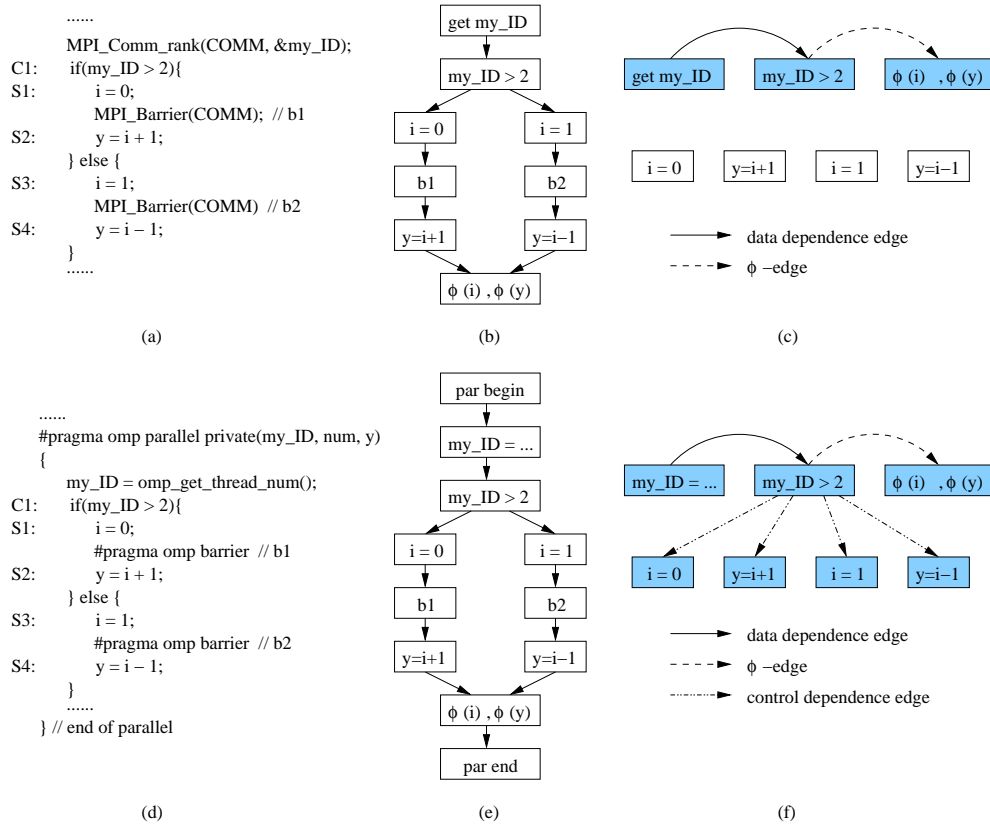 ......
MPI_Comm_rank(COMM, &my_ID);
C1: if(my_ID > 2){
S1: i = 0;
MPI_Barrier(COMM); // b1
S2: y = i + 1;
} else {
S3: i = 1;
MPI_Barrier(COMM) // b2
S4: y = i − 1;
}
......
(a)
get my_ID
my_ID > 2
i = 0
i = 1
b1
b2
y=i+1
y=i−1
ϕ (i) , ϕ (y)
(b)
get my_ID
my_ID > 2
ϕ (i) , ϕ (y)
i = 0
y=i+1
i = 1
y=i−1
data dependence edge
ϕ −edge
(c)
......
#pragma omp parallel private(my_ID, num, y)
{
my_ID = omp_get_thread_num();
C1: if(my_ID > 2){
S1: i = 0;
#pragma omp barrier // b1
S2: y = i + 1;
} else {
S3: i = 1;
#pragma omp barrier // b2
S4: y = i − 1;
}
......
} // end of parallel
(d)
par begin
my_ID = ...
my_ID > 2
i = 0
i = 1
b1
b2
y=i+1
y=i−1
ϕ (i) , ϕ (y)
par end
(e)
my_ID = ...
my_ID > 2
ϕ (i) , ϕ (y)
i = 0
y=i+1
i = 1
y=i−1
data dependence edge
ϕ −edge
control dependence edge
(f)